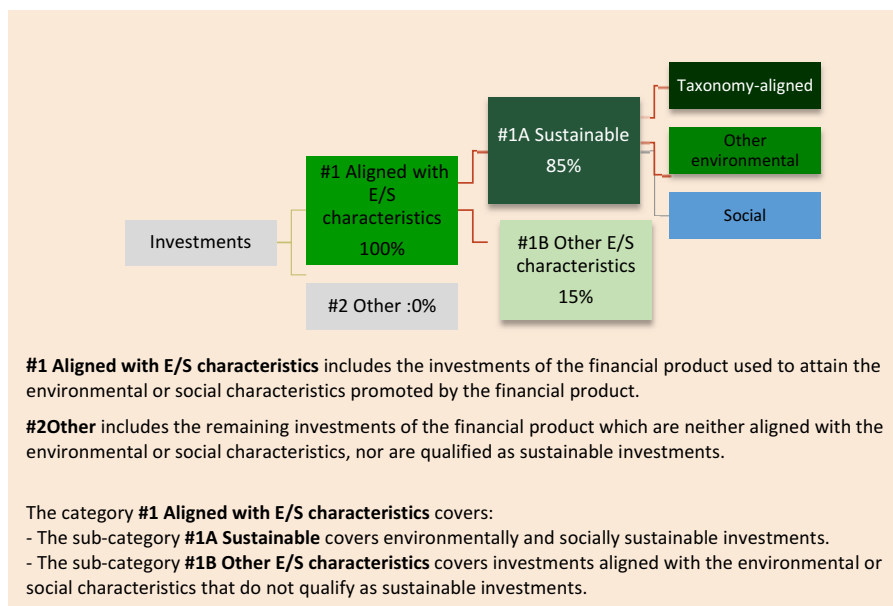 Taxonomy-aligned
#1A Sustainable
85%
Other
environmental
#1 Aligned with
E/S
characteristics
100%
Social
Investments
#1B Other E/S
characteristics
15%
#2 Other :0%
#1 Aligned with E/S characteristics includes the investments of the financial product used to attain the
environmental or social characteristics promoted by the financial product.
#2Other includes the remaining investments of the financial product which are neither aligned with the
environmental or social characteristics, nor are qualified as sustainable investments.
The category #1 Aligned with E/S characteristics covers:
- The sub-category #1A Sustainable covers environmentally and socially sustainable investments.
- The sub-category #1B Other E/S characteristics covers investments aligned with the environmental or
social characteristics that do not qualify as sustainable investments.